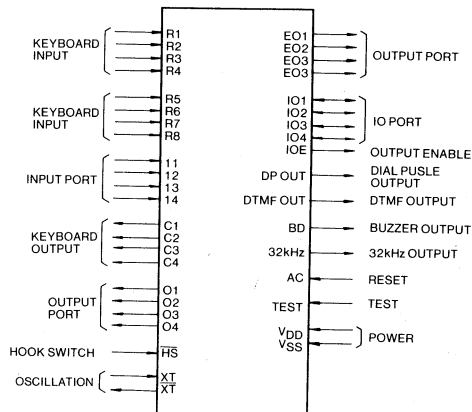 KEYBOARD
INPUT
R1
R2
R3
R4
KEYBOARD
INPUT
R5
R6
R7
R8
INPUT PORT
11
12
13
14
KEYBOARD
OUTPUT
C1
C2
C3
C4
OUTPUT
PORT
O1
O2
O3
O4
HOOK SWITCH
HS
OSCILLATION
XT
XT
EO1
EO2
EO3
EO3
OUTPUT PORT
IO1
IO2
IO3
IO4
IO PORT
IOE
OUTPUT ENABLE
DP OUT
DIAL PUSLE
OUTPUT
DTMF OUT
DTMF OUTPUT
BD
BUZZER OUTPUT
32kHz
32kHz OUTPUT
AC
RESET
TEST
TEST
VDD
VSS
POWER